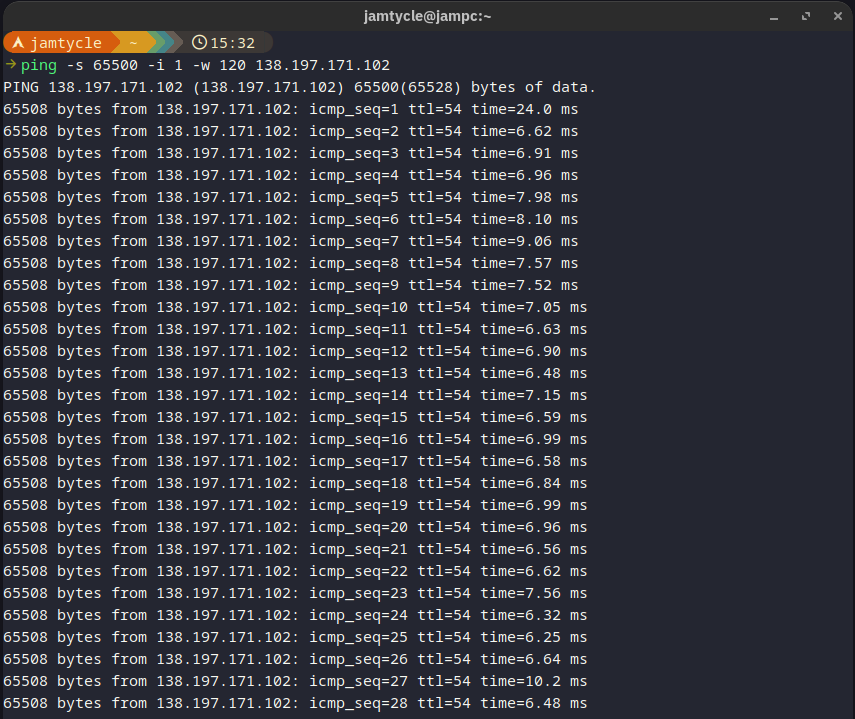 jamtycle@jampc:~
jamtycle ~ 15:32
→ ping -s 65500 -i 1 -w 120 138.197.171.102
PING 138.197.171.102 (138.197.171.102) 65500(65528) bytes of data.
65508 bytes from 138.197.171.102: icmp_seq=1 ttl=54 time=24.0 ms
65508 bytes from 138.197.171.102: icmp_seq=2 ttl=54 time=6.62 ms
65508 bytes from 138.197.171.102: icmp_seq=3 ttl=54 time=6.91 ms
65508 bytes from 138.197.171.102: icmp_seq=4 ttl=54 time=6.96 ms
65508 bytes from 138.197.171.102: icmp_seq=5 ttl=54 time=7.98 ms
65508 bytes from 138.197.171.102: icmp_seq=6 ttl=54 time=8.10 ms
65508 bytes from 138.197.171.102: icmp_seq=7 ttl=54 time=9.06 ms
65508 bytes from 138.197.171.102: icmp_seq=8 ttl=54 time=7.57 ms
65508 bytes from 138.197.171.102: icmp_seq=9 ttl=54 time=7.52 ms
65508 bytes from 138.197.171.102: icmp_seq=10 ttl=54 time=7.05 ms
65508 bytes from 138.197.171.102: icmp_seq=11 ttl=54 time=6.63 ms
65508 bytes from 138.197.171.102: icmp_seq=12 ttl=54 time=6.90 ms
65508 bytes from 138.197.171.102: icmp_seq=13 ttl=54 time=6.48 ms
65508 bytes from 138.197.171.102: icmp_seq=14 ttl=54 time=7.15 ms
65508 bytes from 138.197.171.102: icmp_seq=15 ttl=54 time=6.59 ms
65508 bytes from 138.197.171.102: icmp_seq=16 ttl=54 time=6.99 ms
65508 bytes from 138.197.171.102: icmp_seq=17 ttl=54 time=6.58 ms
65508 bytes from 138.197.171.102: icmp_seq=18 ttl=54 time=6.84 ms
65508 bytes from 138.197.171.102: icmp_seq=19 ttl=54 time=6.99 ms
65508 bytes from 138.197.171.102: icmp_seq=20 ttl=54 time=6.96 ms
65508 bytes from 138.197.171.102: icmp_seq=21 ttl=54 time=6.56 ms
65508 bytes from 138.197.171.102: icmp_seq=22 ttl=54 time=6.62 ms
65508 bytes from 138.197.171.102: icmp_seq=23 ttl=54 time=7.56 ms
65508 bytes from 138.197.171.102: icmp_seq=24 ttl=54 time=6.32 ms
65508 bytes from 138.197.171.102: icmp_seq=25 ttl=54 time=6.25 ms
65508 bytes from 138.197.171.102: icmp_seq=26 ttl=54 time=6.64 ms
65508 bytes from 138.197.171.102: icmp_seq=27 ttl=54 time=10.2 ms
65508 bytes from 138.197.171.102: icmp_seq=28 ttl=54 time=6.48 ms